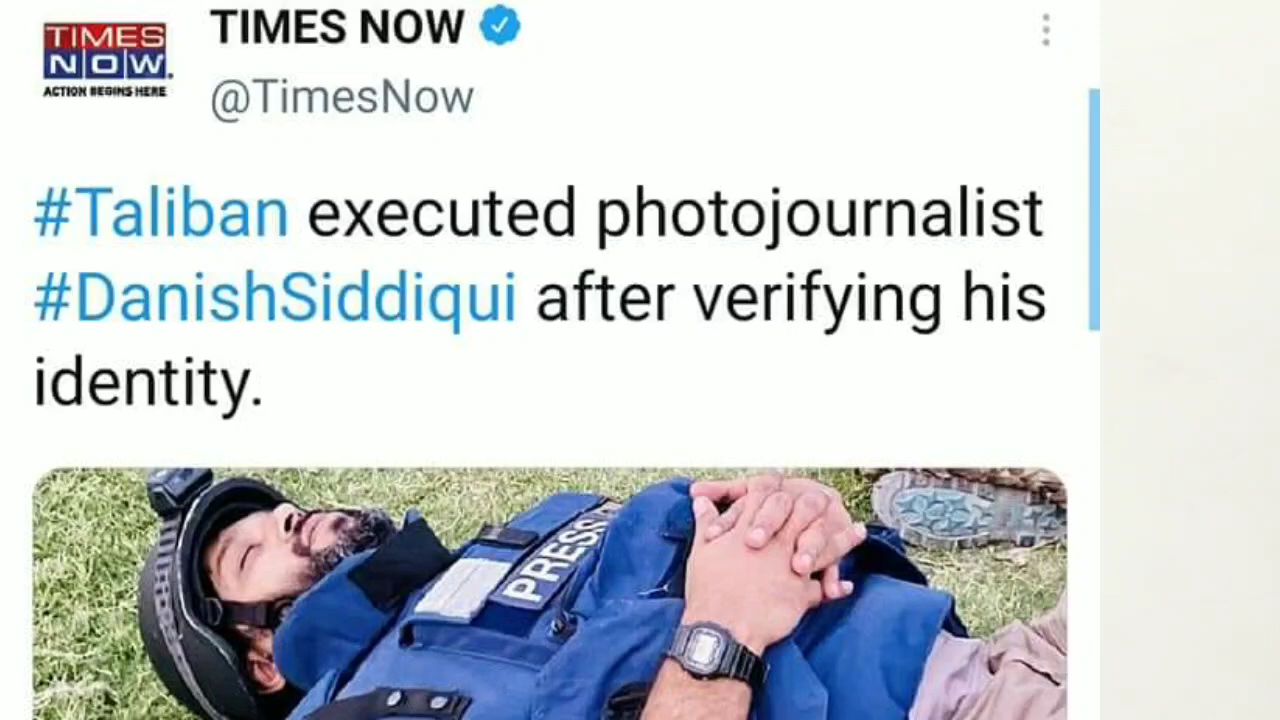 TIMES
NOW
ACTION BEGINS HERE
TIMES NOW
@TimesNow
#Taliban executed photojournalist
#DanishSiddiqui after verifying his
identity.
PRESS